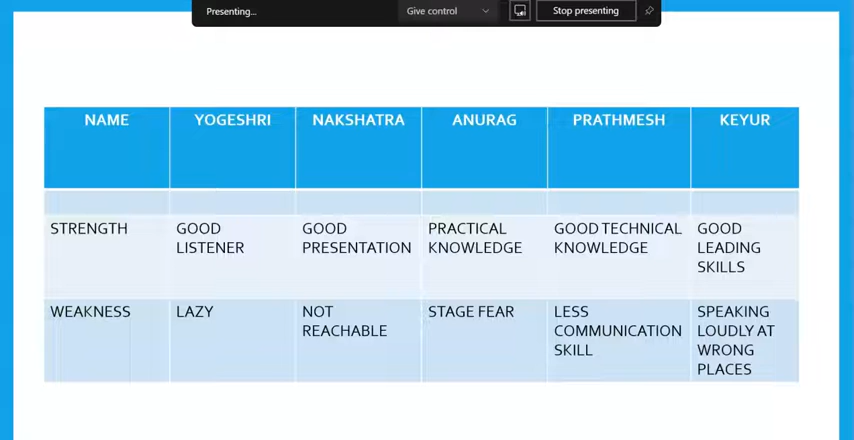 Presenting...
Give control
Stop presenting
NAME YOGESHRI NAKSHATRA ANURAG PRATHMESH KEYUR
STRENGTH
GOOD
LISTENER
GOOD
PRESENTATION
PRACTICAL
KNOWLEDGE
GOOD TECHNICAL
KNOWLEDGE
GOOD
LEADING
SKILLS
WEAKNESS
LAZY
NOT
REACHABLE
STAGE FEAR
LESS
COMMUNICATION
SKILL
SPEAKING
LOUDLY AT
WRONG
PLACES